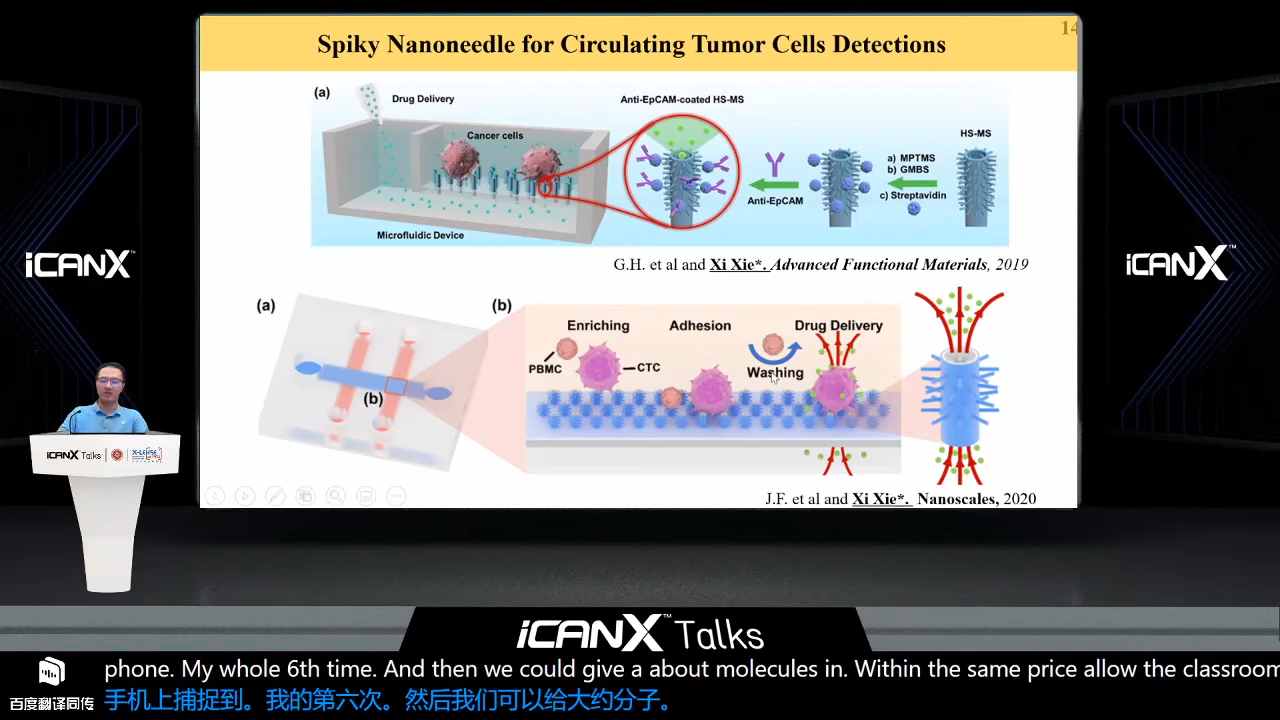 14
Spiky Nanoneedle for Circulating Tumor Cells Detections
(a)
Drug Delivery
Cancer cells
Microfluidic Device
Anti-EpCAM-coated HS-MS
Anti-EpCAM
a) MPTMS
b) GMBS
c) Streptavidin
HS-MS
G.H. et al and Xi Xie*. Advanced Functional Materials, 2019
(a)
(b)
(b)
Enriching
Adhesion
Drug Delivery
PBMC
CTC
Washing
J.F. et al and Xi Xie*. Nanoscales, 2020
iCANX™
iCANX™
iCANX Talks
X-LENSE
iCANX™ Talks
phone. My whole 6th time. And then we could give a about molecules in. Within the same price allow the classroom
百度翻译同传
手机上捕捉到。我的第六次。然后我们可以给大约分子。